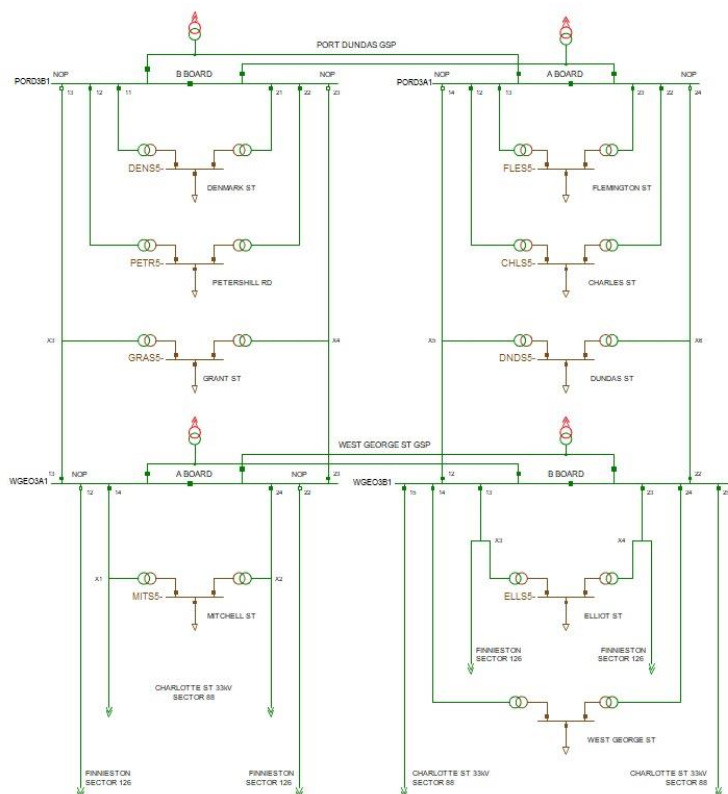 PORT DUNDAS GSP
PORD3B1
NOP
B BOARD
NOP
PORD3A1
NOP
A BOARD
NOP
13
12
11
21
22
23
14
12
13
23
22
24
DENS5-
DENMARK ST
FLES5-
FLEMINGTON ST
PETR5-
PETERSHILL RD
CHLS5-
CHARLES ST
X3
X4
X5
X6
GRAS5-
GRANT ST
DNDS5-
DUNDAS ST
WEST GEORGE ST GSP
13
NOP
A BOARD
NOP
23
12
B BOARD
22
WGEO3A1
WGEO3B1
12
14
24
22
15
14
13
23
24
25
X3
X4
X1
X2
MITS5-
MITCHELL ST
ELLS5-
ELLIOT ST
FINNIESTON
SECTOR 126
FINNIESTON
SECTOR 126
CHARLOTTE ST 33kV
SECTOR 88
WEST GEORGE ST
FINNIESTON
SECTOR 126
FINNIESTON
SECTOR 126
CHARLOTTE ST 33kV
SECTOR 88
CHARLOTTE ST 33kV
SECTOR 88